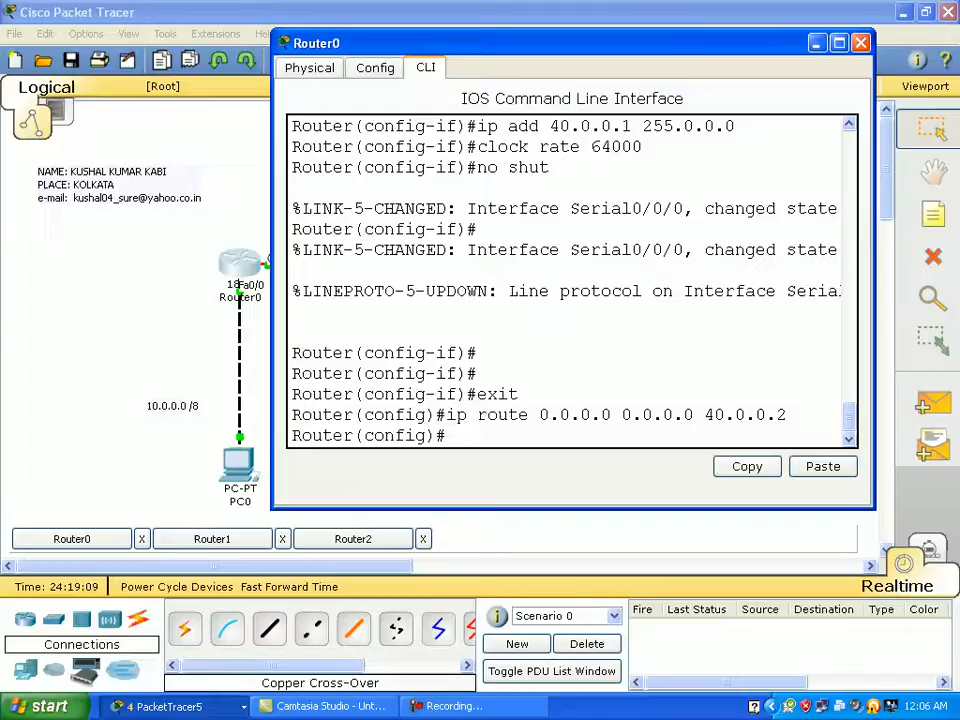 Cisco Packet Tracer
File Edit Options View Tools Extensions
Router0
Physical Config CLI
Logical
[Root]
Viewport
IOS Command Line Interface
NAME: KUSHAL KUMAR KABI
PLACE: KOLKATA
e-mail: kushal04_sure@yahoo.co.in
Router(config-if)#ip add 40.0.0.1 255.0.0.0
Router(config-if)#clock rate 64000
Router(config-if)#no shut
%LINK-5-CHANGED: Interface Serial0/0/0, changed state
Router(config-if)#
%LINK-5-CHANGED: Interface Serial0/0/0, changed state
%LINEPROTO-5-UPDOWN: Line protocol on Interface Serial
Router(config-if)#
Router(config-if)#
Router(config-if)#exit
Router(config)#ip route 0.0.0.0 0.0.0.0 40.0.0.2
Router(config)#
Fa0/0
Router0
10.0.0.0 /8
PC-PT
PC0
Copy Paste
Router0 X Router1 X Router2 X
Time: 24:19:09 Power Cycle Devices Fast Forward Time
Realtime
Connections
Copper Cross-Over
Scenario 0
New Delete
Toggle PDU List Window
Fire Last Status Source Destination Type Color
start
4 PacketTracer5
Camtasia Studio - Unt...
Recording...
12:06 AM